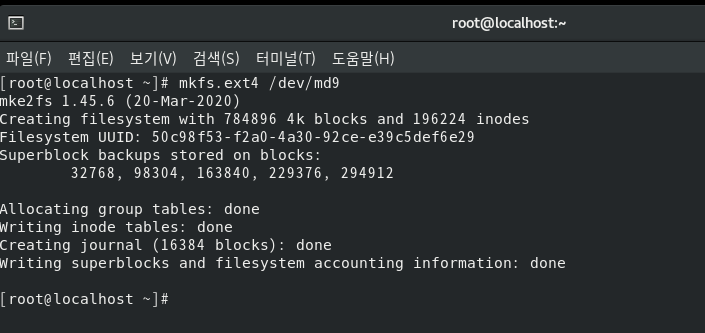 root@localhost:~
파일(F) 편집(E) 보기(V) 검색(S) 터미널(T) 도움말(H)
[root@localhost ~]# mkfs.ext4 /dev/md9
mke2fs 1.45.6 (20-Mar-2020)
Creating filesystem with 784896 4k blocks and 196224 inodes
Filesystem UUID: 50c98f53-f2a0-4a30-92ce-e39c5def6e29
Superblock backups stored on blocks:
32768, 98304, 163840, 229376, 294912
Allocating group tables: done
Writing inode tables: done
Creating journal (16384 blocks): done
Writing superblocks and filesystem accounting information: done
[root@localhost ~]#